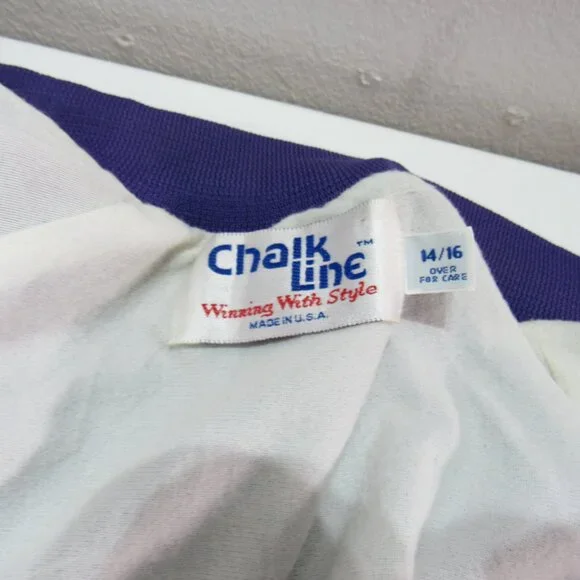 Chalk
Line™
Winning With Style
MADE IN U.S.A.
14/16
OVER
FOR CARE